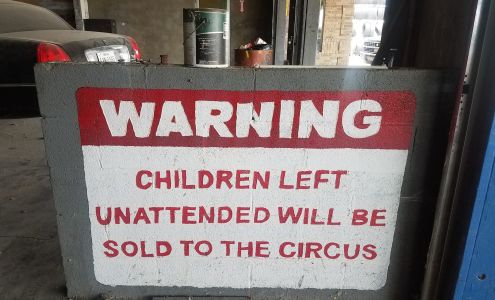 WARNING
CHILDREN LEFT
UNATTENDED WILL BE
SOLD TO THE CIRCUS